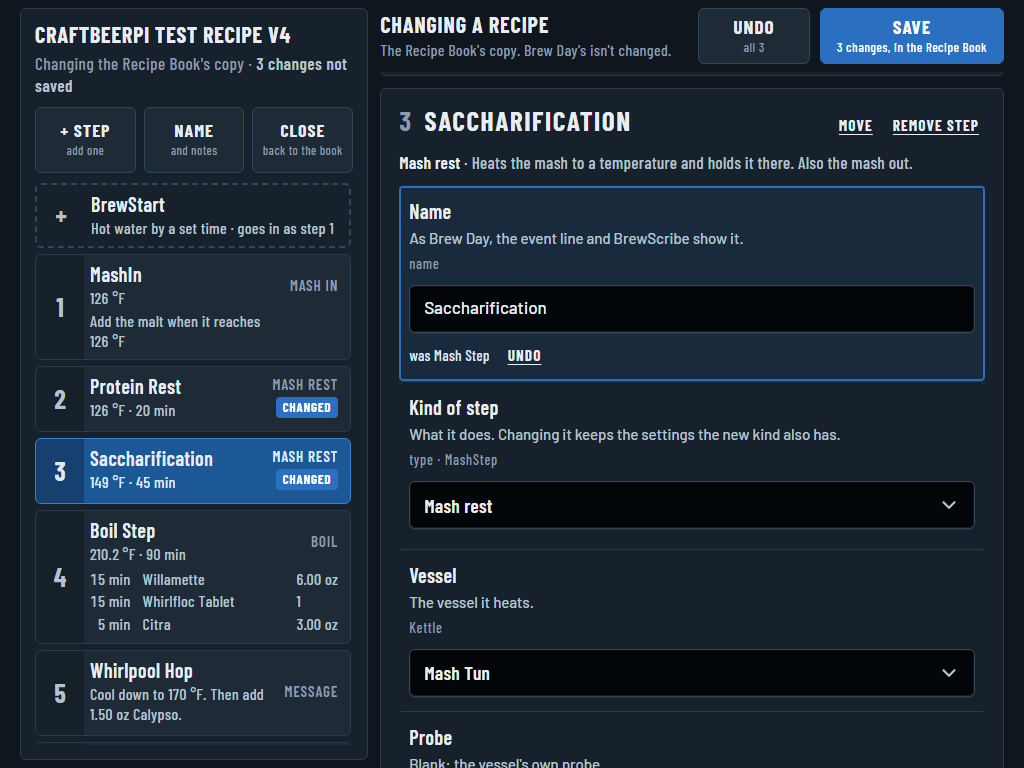 CRAFTBEERPI TEST RECIPE V4
Changing the Recipe Book's copy · 3 changes not
saved
+ STEP
add one
NAME
and notes
CLOSE
back to the book
+
BrewStart
Hot water by a set time · goes in as step 1
1
MashIn
126 °F
Add the malt when it reaches
126 °F
MASH IN
2
Protein Rest
126 °F · 20 min
MASH REST
CHANGED
3
Saccharification
149 °F · 45 min
MASH REST
CHANGED
4
Boil Step
210.2 °F · 90 min
BOIL
15 min Willamette 6.00 oz
15 min Whirlfloc Tablet 1
5 min Citra 3.00 oz
5
Whirlpool Hop
Cool down to 170 °F. Then add
1.50 oz Calypso.
MESSAGE
CHANGING A RECIPE
The Recipe Book's copy. Brew Day's isn't changed.
UNDO
all 3
SAVE
3 changes, in the Recipe Book
3 SACCHARIFICATION
MOVE
REMOVE STEP
Mash rest · Heats the mash to a temperature and holds it there. Also the mash out.
Name
As Brew Day, the event line and BrewScribe show it.
name
Saccharification
was Mash Step UNDO
Kind of step
What it does. Changing it keeps the settings the new kind also has.
type · MashStep
Mash rest
Vessel
The vessel it heats.
Kettle
Mash Tun
Probe
Blank: the vessel's own probe